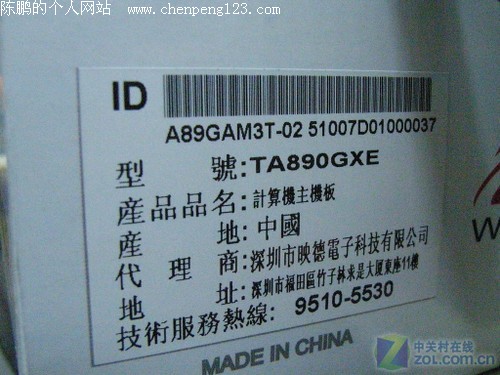 陈鹏的个人网站
www.chenpeng123.com
ID
A89GAM3T-02 51007D01000037
型 號:TA890GXE
産品品名:計算機主機板
産 地:中國
代 理 商:深圳市映德電子科技有限公司
地 址:深圳市福田區竹子林求是大厦東座11樓
技術服務熱線: 9510-5530
MADE IN CHINA
W
中关村在线
zol.com.cn